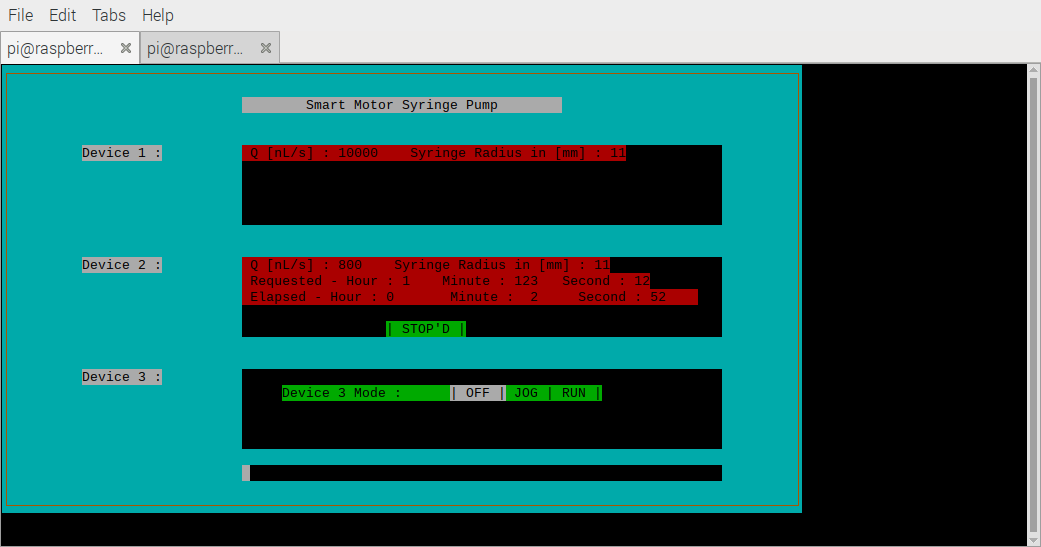 File Edit Tabs Help
pi@raspberr... pi@raspberr...
Smart Motor Syringe Pump
Device 1 : Q [nL/s] : 10000 Syringe Radius in [mm] : 11
Device 2 : Q [nL/s] : 800 Syringe Radius in [mm] : 11
Requested - Hour : 1 Minute : 123 Second : 12
Elapsed - Hour : 0 Minute : 2 Second : 52
| STOP'D |
Device 3 :
Device 3 Mode : | OFF | JOG | RUN |